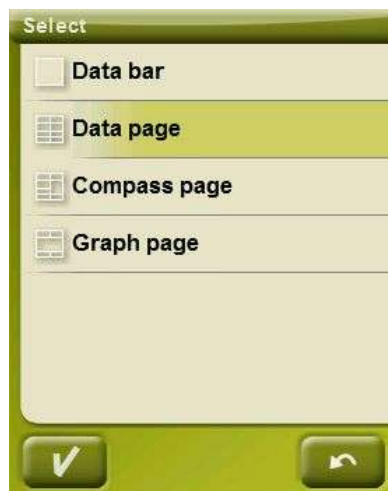 Select
Data bar
Data page
Compass page
Graph page